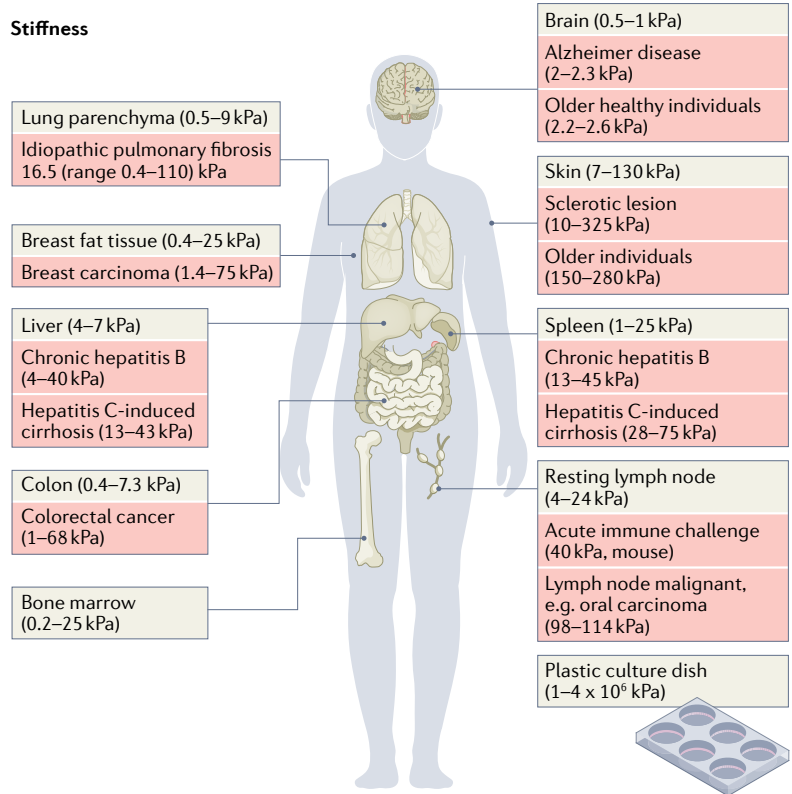 Stiffness
Lung parenchyma (0.5–9 kPa)
Idiopathic pulmonary fibrosis
16.5 (range 0.4–110) kPa
Breast fat tissue (0.4–25 kPa)
Breast carcinoma (1.4–75 kPa)
Liver (4–7 kPa)
Chronic hepatitis B
(4–40 kPa)
Hepatitis C-induced
cirrhosis (13–43 kPa)
Colon (0.4–7.3 kPa)
Colorectal cancer
(1–68 kPa)
Bone marrow
(0.2–25 kPa)
Brain (0.5–1 kPa)
Alzheimer disease
(2–2.3 kPa)
Older healthy individuals
(2.2–2.6 kPa)
Skin (7–130 kPa)
Sclerotic lesion
(10–325 kPa)
Older individuals
(150–280 kPa)
Spleen (1–25 kPa)
Chronic hepatitis B
(13–45 kPa)
Hepatitis C-induced
cirrhosis (28–75 kPa)
Resting lymph node
(4–24 kPa)
Acute immune challenge
(40 kPa, mouse)
Lymph node malignant,
e.g. oral carcinoma
(98–114 kPa)
Plastic culture dish
(1–4 x 10⁶ kPa)